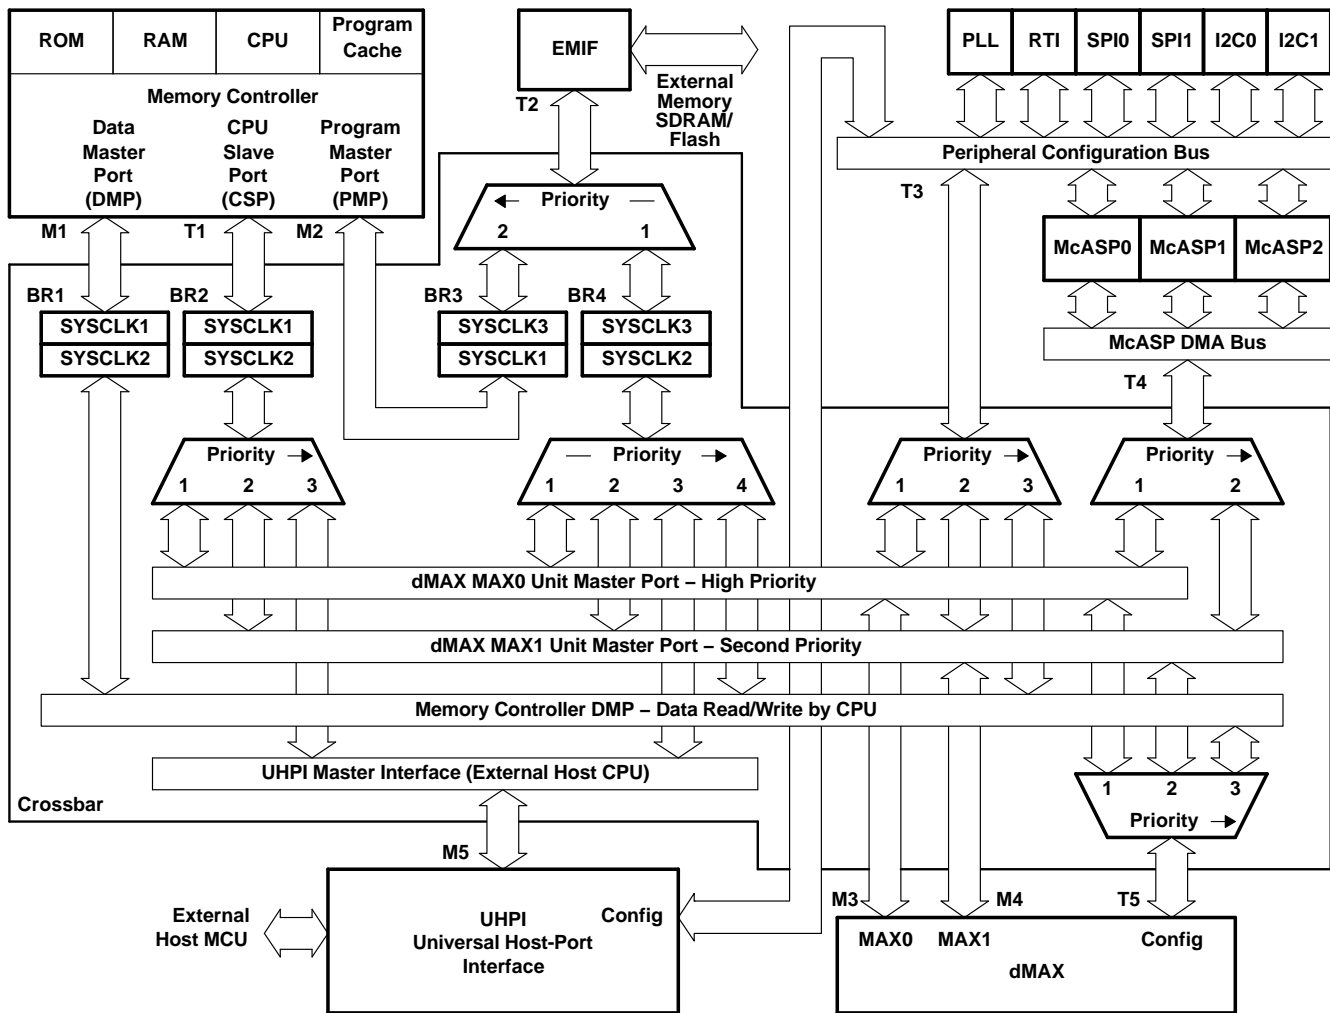 ROM RAM CPU Program Cache
Memory Controller
Data Master Port (DMP)
CPU Slave Port (CSP)
Program Master Port (PMP)
M1 T1 M2
EMIF
T2
External Memory SDRAM/ Flash
PLL RTI SPI0 SPI1 I2C0 I2C1
Peripheral Configuration Bus
T3
McASP0 McASP1 McASP2
McASP DMA Bus
T4
Priority
2 1
BR1 BR2 BR3 BR4
SYSCLK1 SYSCLK1 SYSCLK3 SYSCLK3
SYSCLK2 SYSCLK2 SYSCLK1 SYSCLK2
Priority Priority Priority Priority
1 2 3 1 2 3 4 1 2 3 1 2
dMAX MAX0 Unit Master Port – High Priority
dMAX MAX1 Unit Master Port – Second Priority
Memory Controller DMP – Data Read/Write by CPU
UHPI Master Interface (External Host CPU)
1 2 3
Priority
Crossbar
M5
M3 M4 T5
External Host MCU
UHPI
Universal Host-Port
Interface
Config
MAX0 MAX1 Config
dMAX